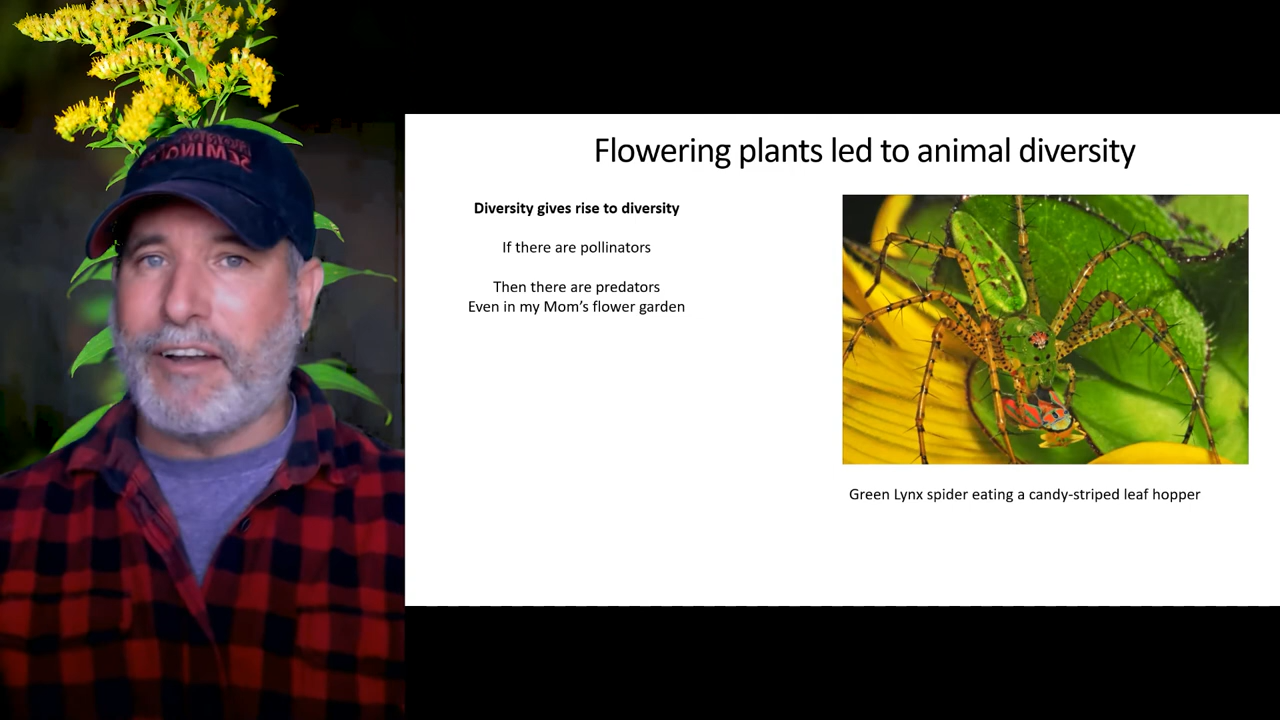 Flowering plants led to animal diversity
Diversity gives rise to diversity
If there are pollinators
Then there are predators
Even in my Mom’s flower garden
Green Lynx spider eating a candy-striped leaf hopper